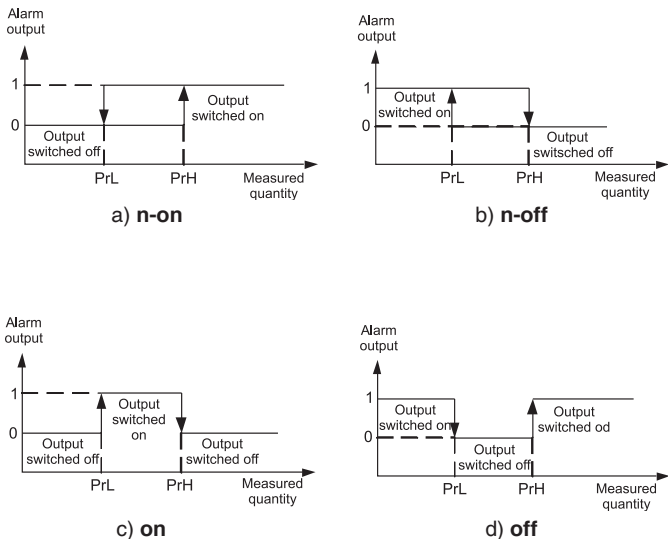 Alarm
output
1
0
Output
switched off
Output
switched on
PrL
PrH
Measured
quantity
a) n-on
Alarm
output
1
0
Output
switched on
Output
switsched off
PrL
PrH
Measured
quantity
b) n-off
Alarm
output
1
0
Output
switched off
Output
switched
on
Output
switched off
PrL
PrH
Measured
quantity
c) on
Alarm
output
1
0
Output
switched on
Output
switched off
Output
switched od
PrL
PrH
Measured
quantity
d) off